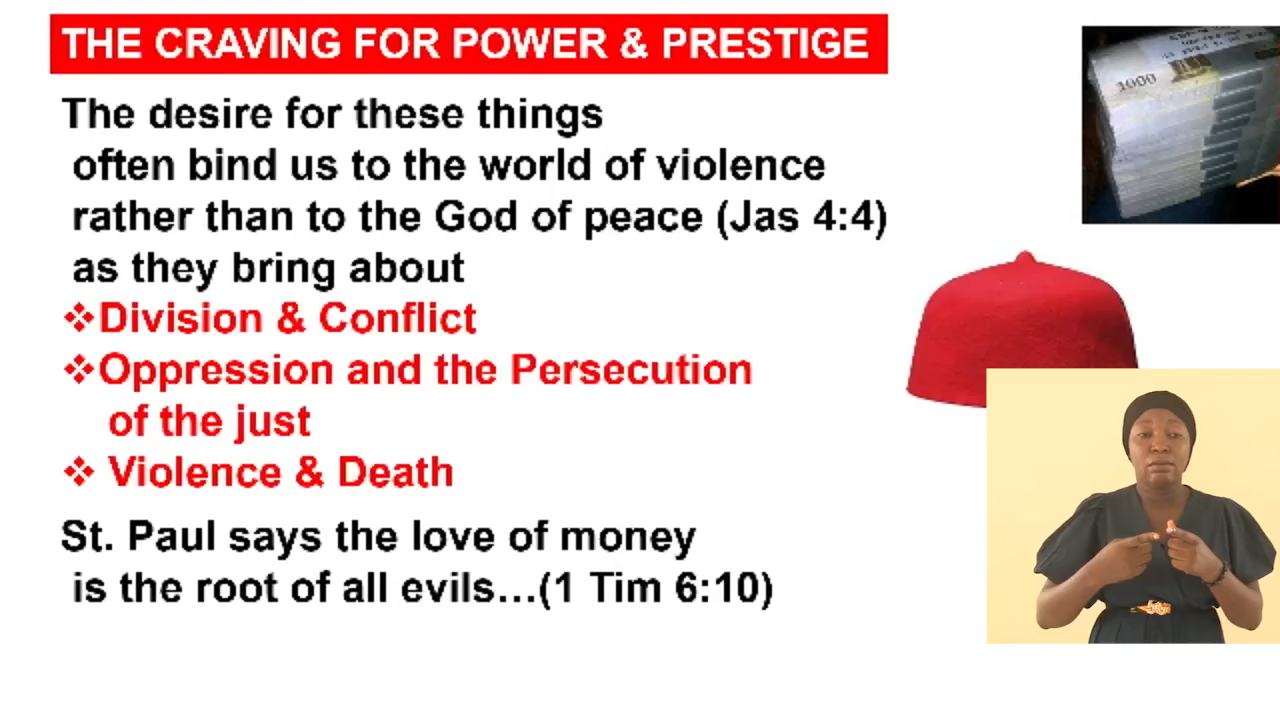 THE CRAVING FOR POWER & PRESTIGE
The desire for these things
often bind us to the world of violence
rather than to the God of peace (Jas 4:4)
as they bring about
❖Division & Conflict
❖Oppression and the Persecution
of the just
❖ Violence & Death
St. Paul says the love of money
is the root of all evils…(1 Tim 6:10)
1000